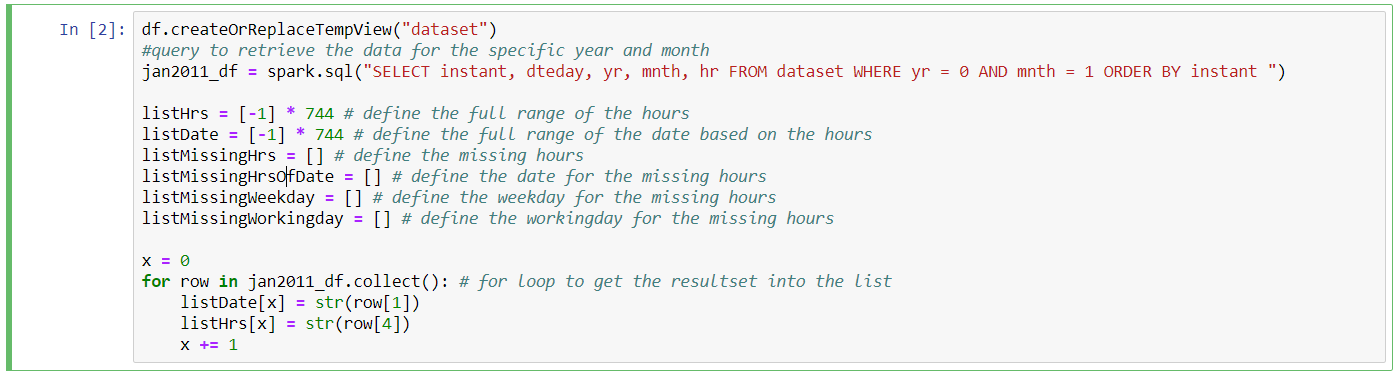 In [2]: df.createOrReplaceTempView("dataset")
#query to retrieve the data for the specific year and month
jan2011_df = spark.sql("SELECT instant, dteday, yr, mnth, hr FROM dataset WHERE yr = 0 AND mnth = 1 ORDER BY instant ")

listHrs = [-1] * 744 # define the full range of the hours
listDate = [-1] * 744 # define the full range of the date based on the hours
listMissingHrs = [] # define the missing hours
listMissingHrsOfDate = [] # define the date for the missing hours
listMissingWeekday = [] # define the weekday for the missing hours
listMissingWorkingday = [] # define the workingday for the missing hours

x = 0
for row in jan2011_df.collect(): # for loop to get the resultset into the list
    listDate[x] = str(row[1])
    listHrs[x] = str(row[4])
    x += 1